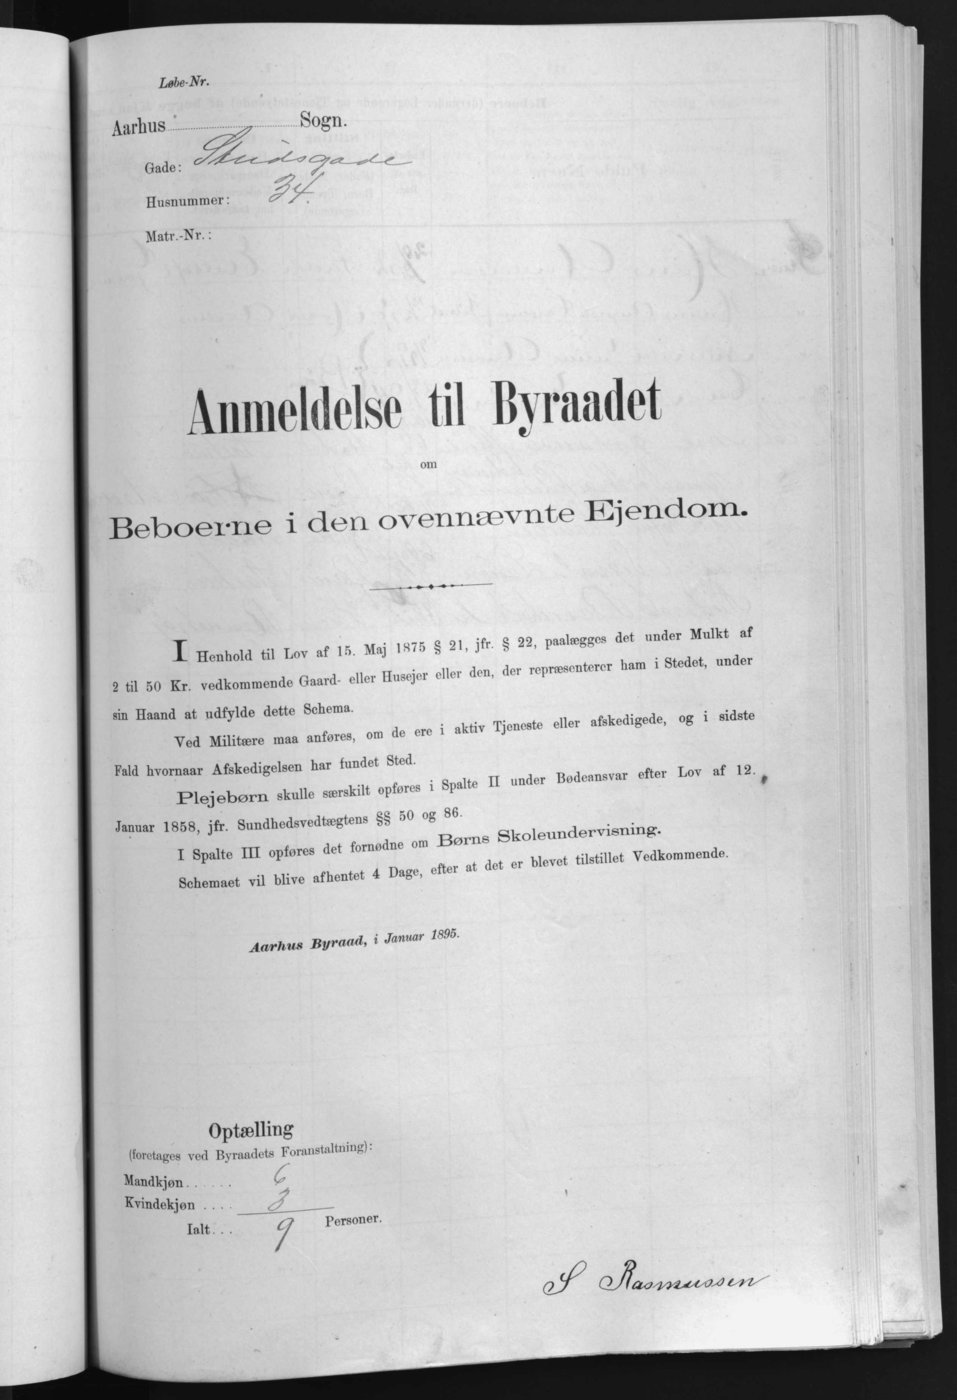 Løbe-Nr.
Aarhus Sogn.
Gade: Studsgade
Husnummer: 34.
Matr.-Nr.:
Anmeldelse til Byraadet
om
Beboerne i den ovennævnte Ejendom.
I Henhold til Lov af 15. Maj 1875 § 21, jfr. § 22, paalægges det under Mulkt af
2 til 50 Kr. vedkommende Gaard- eller Husejer eller den, der repræsenterer ham i Stedet, under
sin Haand at udfylde dette Schema.
Ved Militære maa anføres, om de ere i aktiv Tjeneste eller afskedigede, og i sidste
Fald hvornaar Afskedigelsen har fundet Sted.
Plejebørn skulle særskilt opføres i Spalte II under Bødeansvar efter Lov af 12.
Januar 1858, jfr. Sundhedsvedtægtens §§ 50 og 86.
I Spalte III opføres det fornødne om Børns Skoleundervisning.
Schemaet vil blive afhentet 4 Dage, efter at det er blevet tilstillet Vedkommende.
Aarhus Byraad, i Januar 1895.
Optælling
(foretages ved Byraadets Foranstaltning):
Mandkjøn...... 6
Kvindekjøn .... 3
Ialt... 9 Personer.
S Rasmussen